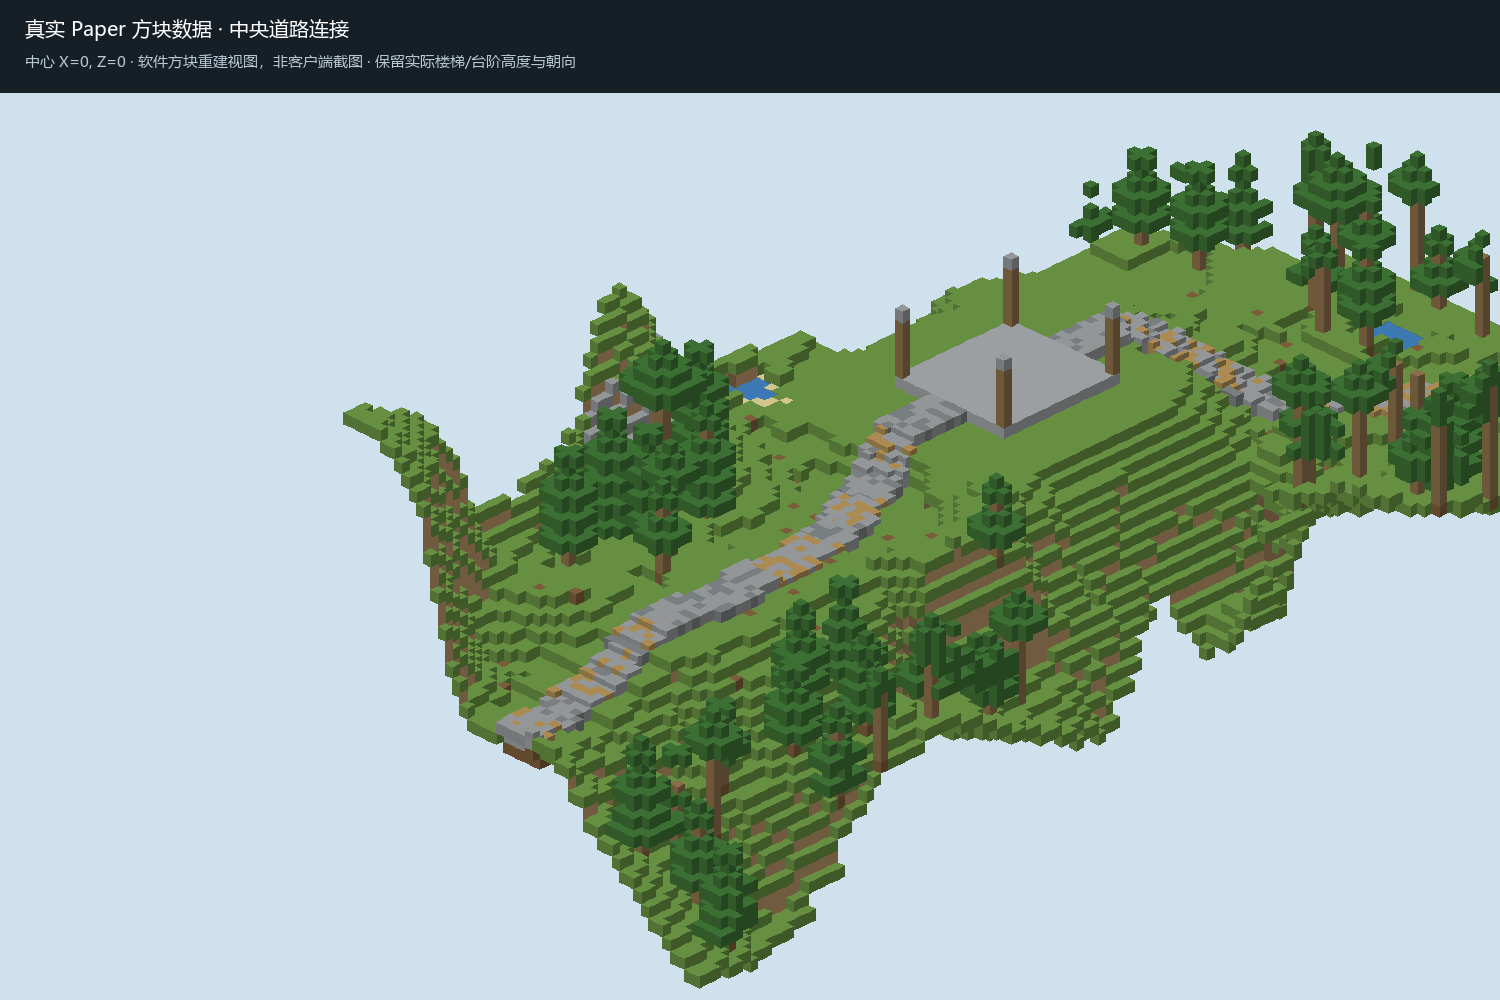 真实 Paper 方块数据 · 中央道路连接
中心 X=0, Z=0 · 软件方块重建视图，非客户端截图 · 保留实际楼梯/台阶高度与朝向